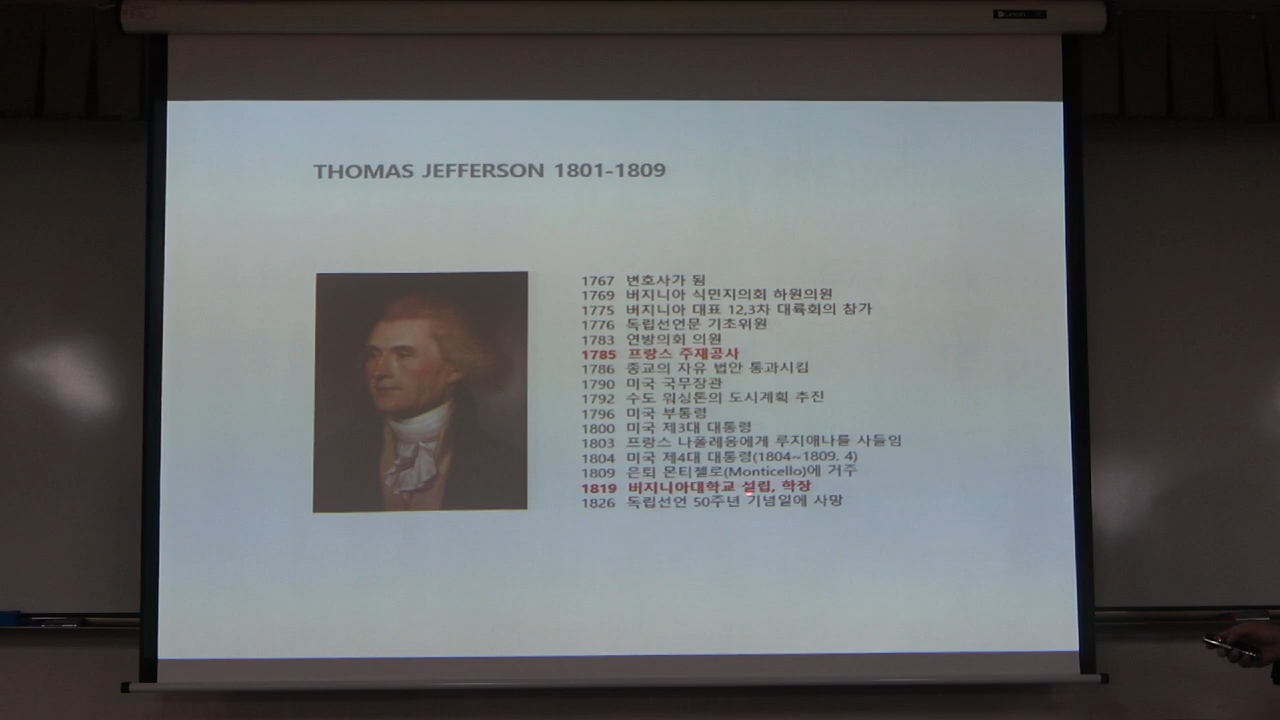 THOMAS JEFFERSON 1801-1809
1767 변호사가 됨
1769 버지니아 식민지의회 하원의원
1775 버지니아 대표 12,3차 대륙회의 참가
1776 독립선언문 기초위원
1783 연방의회 의원
1785 프랑스 주재공사
1786 종교의 자유 법안 통과시킴
1790 미국 국무장관
1792 수도 워싱톤의 도시계획 추진
1796 미국 부통령
1800 미국 제3대 대통령
1803 프랑스 나폴레옹에게 루지애나를 사들임
1804 미국 제4대 대통령(1804~1809. 4)
1809 은퇴 몬티첼로(Monticello)에 거주
1819 버지니아대학교 설립, 학장
1826 독립선언 50주년 기념일에 사망